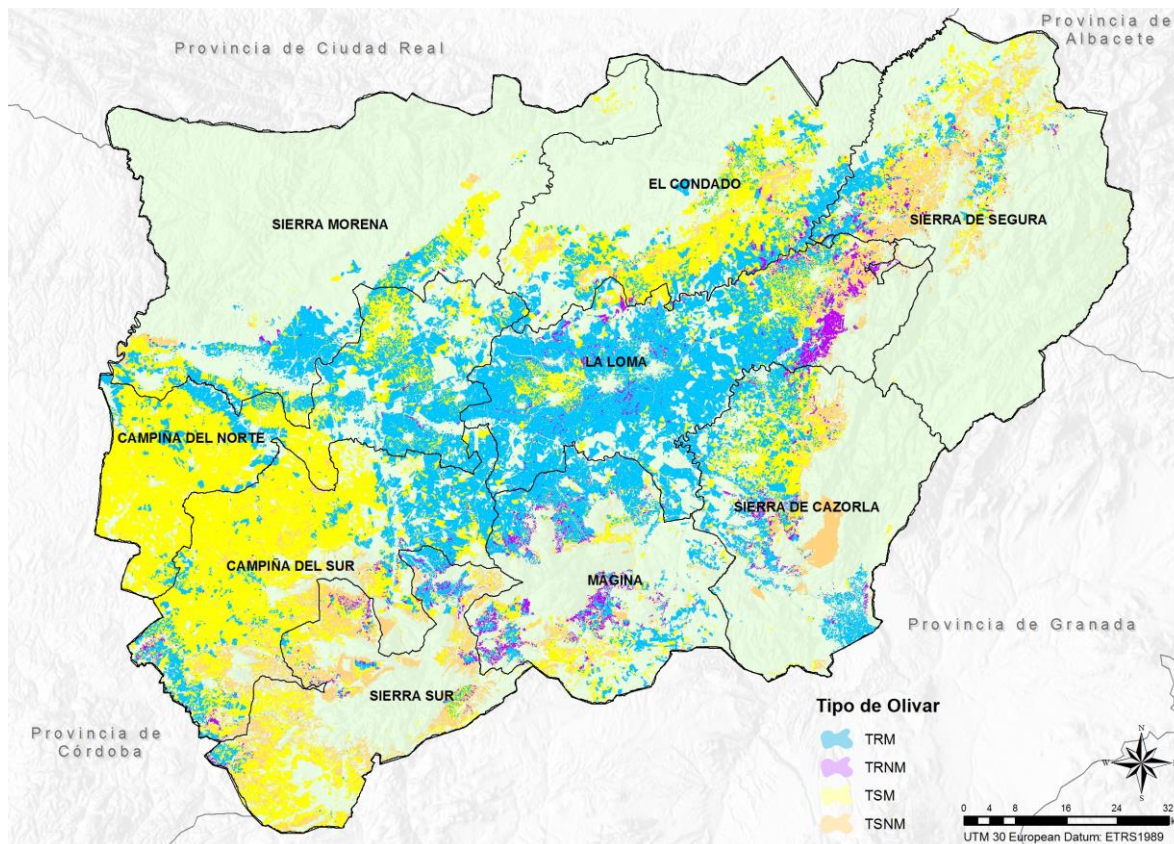 Provincia de Ciudad Real
Provincia de
Albacete
EL CONDADO
SIERRA MORENA
SIERRA DE SEGURA
LA LOMA
CAMPIÑA DEL NORTE
SIERRA DE CAZORLA
CAMPIÑA DEL SUR
MÁGINA
Provincia de Granada
SIERRA SUR
Provincia de
Córdoba
Tipo de Olivar
TRM
TRNM
TSM
TSNM
N
W
S
0 4 8 16 24 32
UTM 30 European Datum: ETRS1989